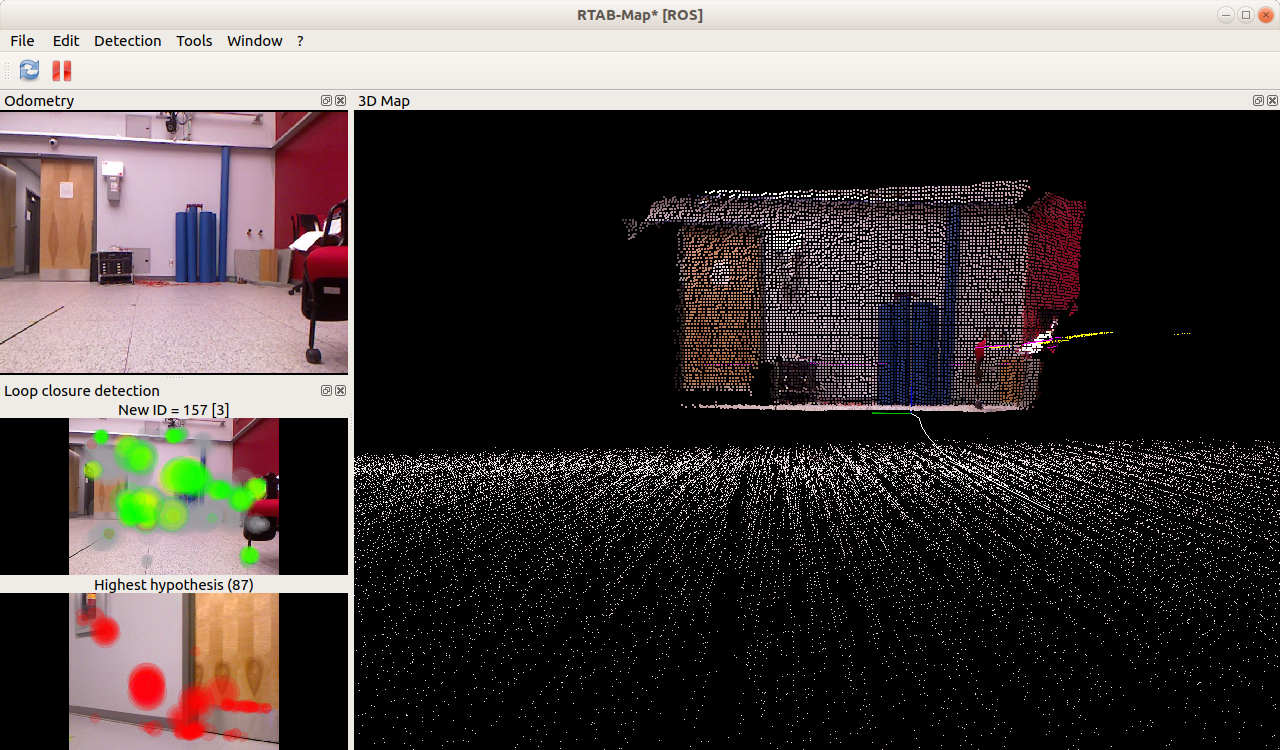 RTAB-Map* [ROS]
File Edit Detection Tools Window ?
Odometry
3D Map
Loop closure detection
New ID = 157 [3]
Highest hypothesis (87)